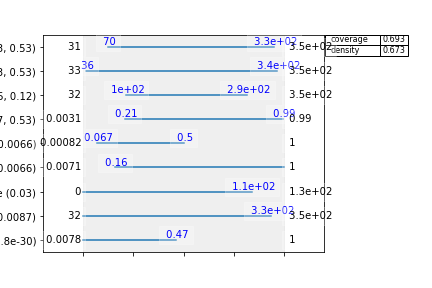 coverage 0.693
density 0.673
3, 0.53) 31 70 3.3e+02 3.5e+02
3, 0.53) 33 36 3.4e+02 3.5e+02
5, 0.12) 32 1e+02 2.9e+02 3.5e+02
7, 0.53) 0.0031 0.21 0.99 0.99
0.0066) 0.00082 0.067 0.5 1
0.0066) 0.0071 0.16 1
e (0.03) 0 1.1e+02 1.3e+02
0.0087) 32 3.3e+02 3.5e+02
.8e-30) 0.0078 0.47 1